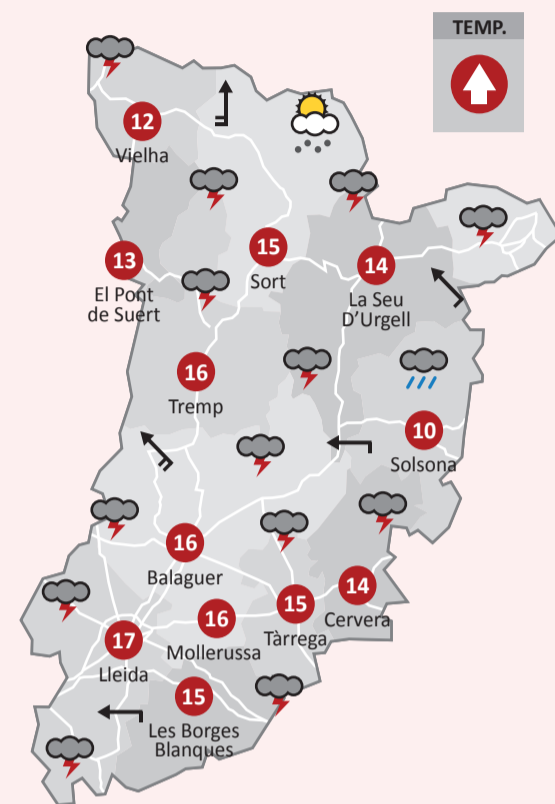 TEMP.
12
Vielha
13
El Pont
de Suert
15
Sort
14
La Seu
D'Urgell
16
Tremp
10
Solsona
16
Balaguer
14
Cervera
15
Tàrrega
16
Mollerussa
17
Lleida
15
Les Borges
Blanques